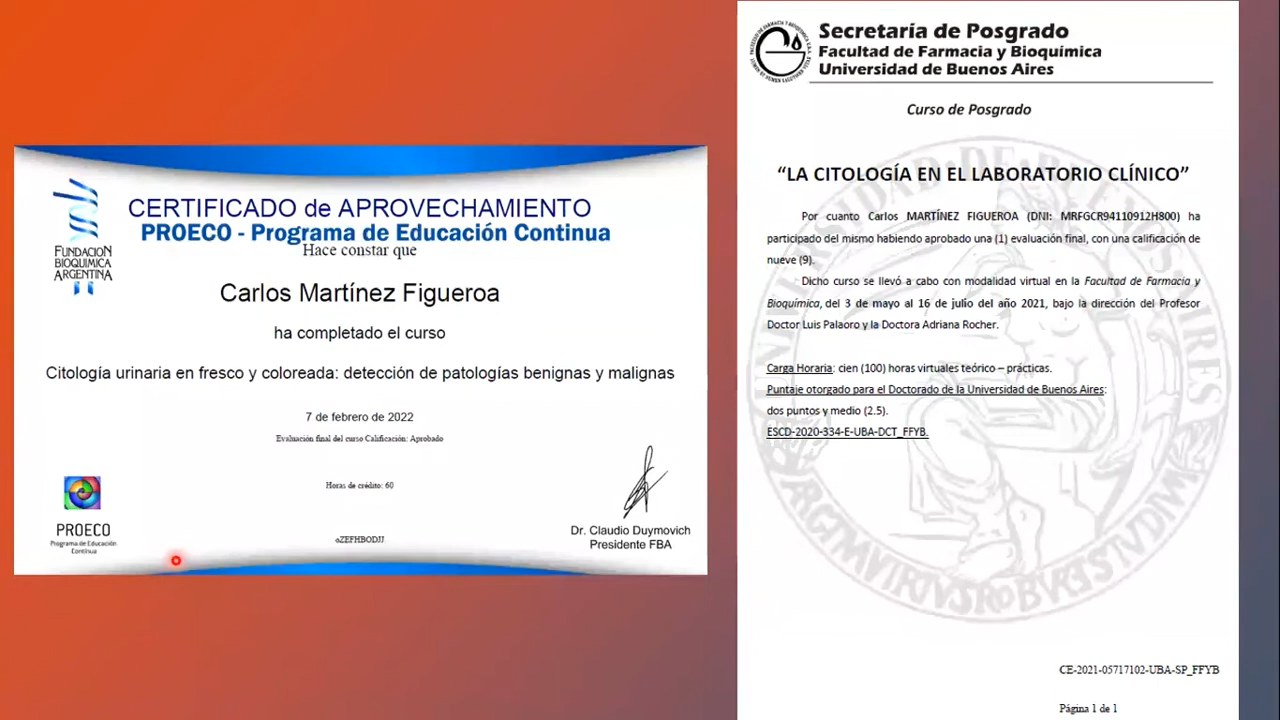 FUNDACION
BIOQUIMICA
ARGENTINA
CERTIFICADO de APROVECHAMIENTO
PROECO - Programa de Educación Continua
Hace constar que
Carlos Martínez Figueroa
ha completado el curso
Citología urinaria en fresco y coloreada: detección de patologías benignas y malignas
7 de febrero de 2022
Evaluación final del curso Calificación: Aprobado
Horas de crédito: 60
oZEFHBODJJ
PROECO
Programa de Educación
Continua
Dr. Claudio Duymovich
Presidente FBA
Secretaría de Posgrado
Facultad de Farmacia y Bioquímica
Universidad de Buenos Aires
Curso de Posgrado
“LA CITOLOGÍA EN EL LABORATORIO CLÍNICO”
Por cuanto Carlos MARTÍNEZ FIGUEROA (DNI: MRFGCR94110912H800) ha
participado del mismo habiendo aprobado una (1) evaluación final, con una calificación de
nueve (9).
Dicho curso se llevó a cabo con modalidad virtual en la Facultad de Farmacia y
Bioquímica, del 3 de mayo al 16 de julio del año 2021, bajo la dirección del Profesor
Doctor Luis Palaoro y la Doctora Adriana Rocher.
Carga Horaria: cien (100) horas virtuales teórico – prácticas.
Puntaje otorgado para el Doctorado de la Universidad de Buenos Aires:
dos puntos y medio (2.5).
ESCD-2020-334-E-UBA-DCT_FFYB.
CE-2021-05717102-UBA-SP_FFYB
Página 1 de 1